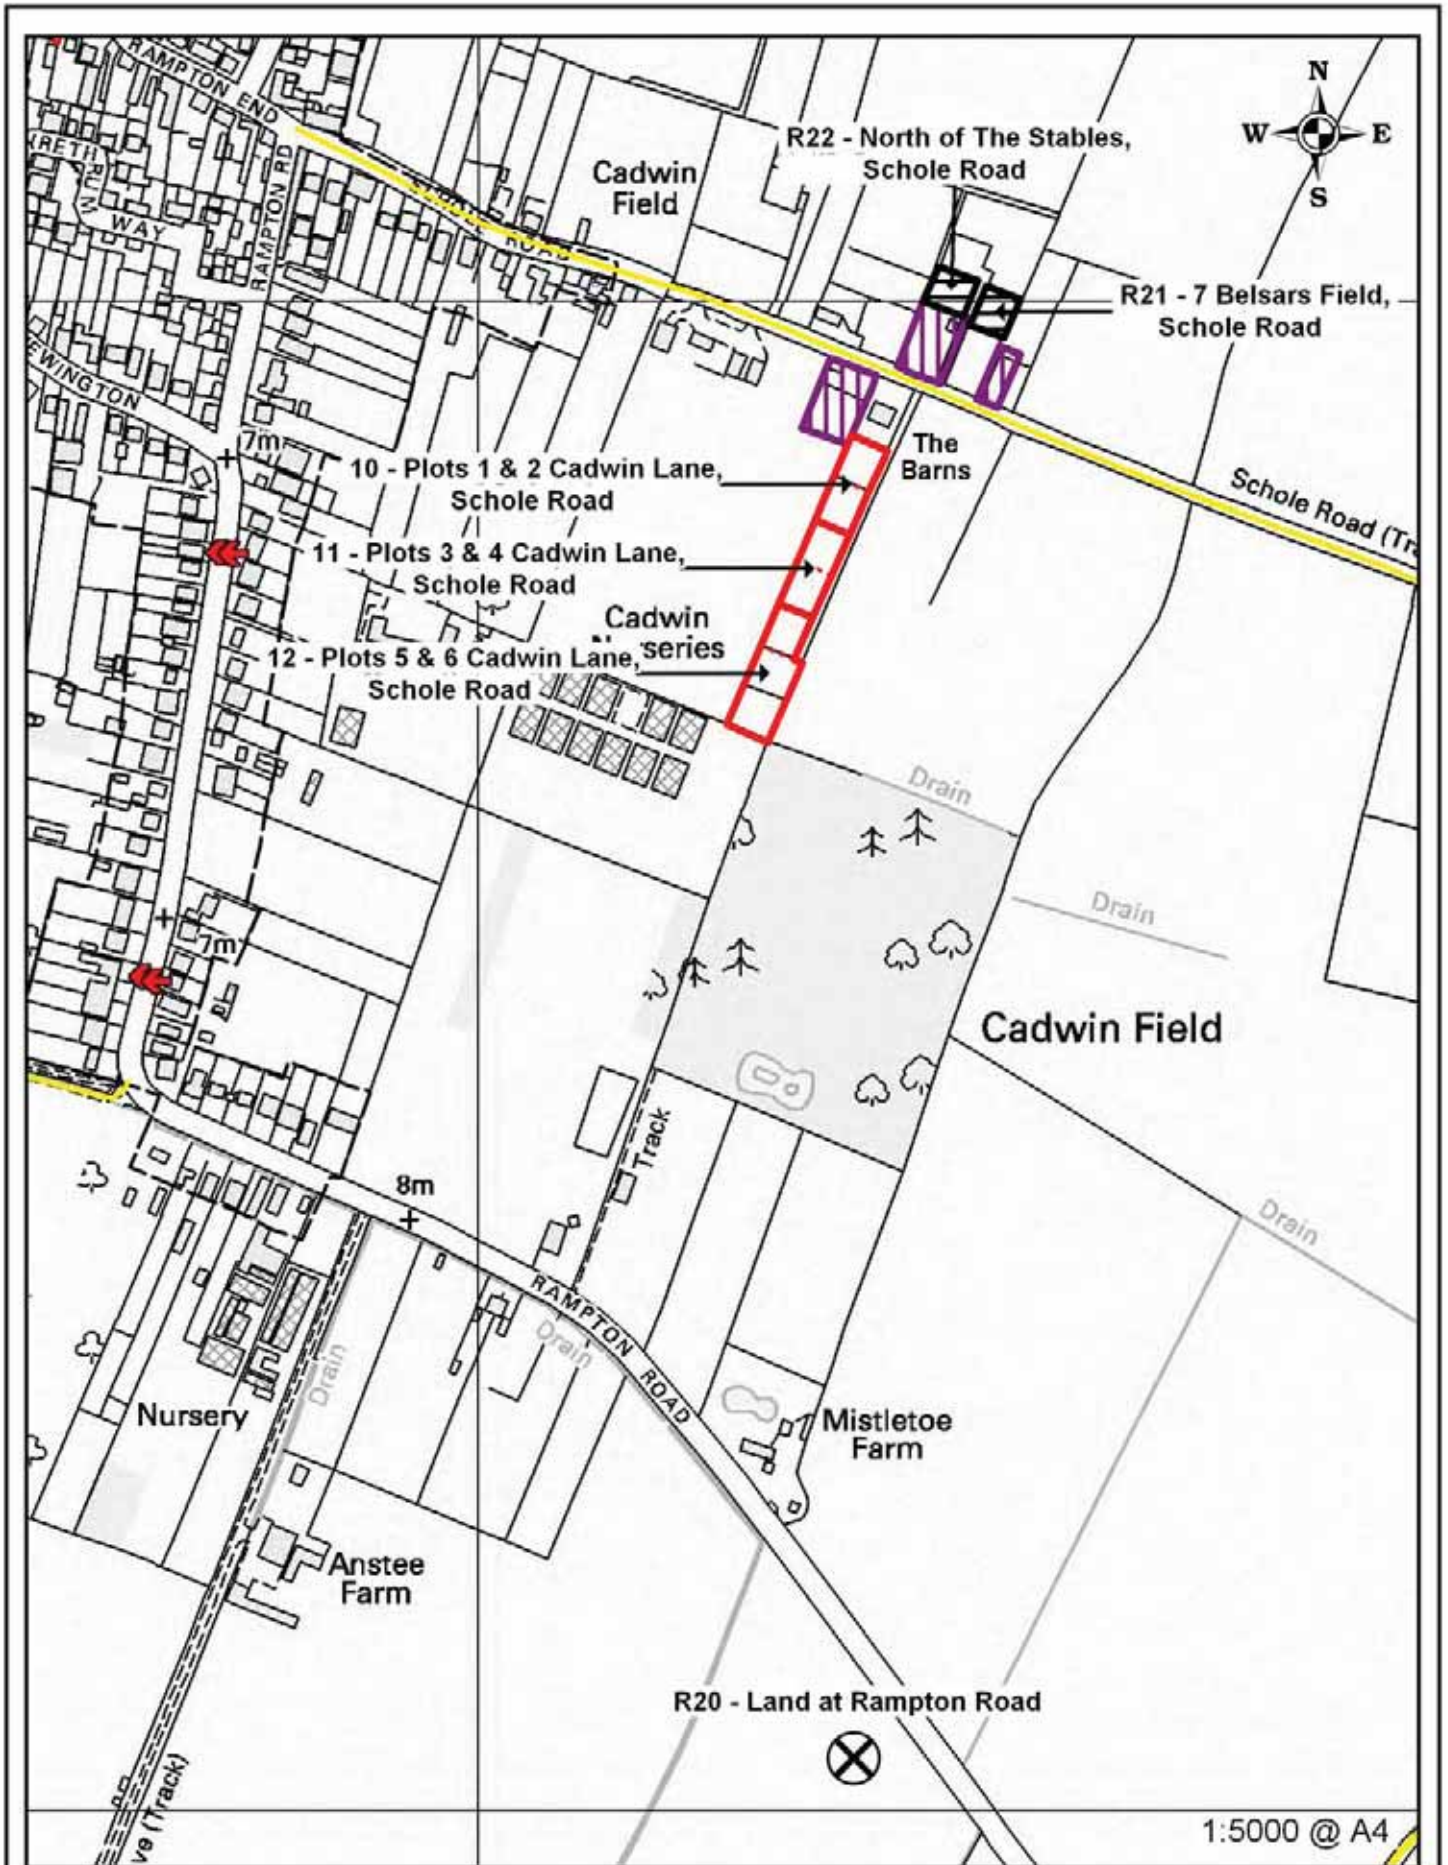 RAMPTON END
N
W E
S
R22 - North of The Stables,
Schole Road
Cadwin
Field
RAMPTON RD
WAY
ROAD
R21 - 7 Belsars Field,
Schole Road
EWINGTON
7m
The
Barns
10 - Plots 1 & 2 Cadwin Lane,
Schole Road
Schole Road (Tra
11 - Plots 3 & 4 Cadwin Lane,
Schole Road
Cadwin
12 - Plots 5 & 6 Cadwin Lane,
Schole Road
Drain
Drain
7m
Cadwin Field
Track
8m
Drain
RAMPTON ROAD
Drain
Drain
Nursery
Mistletoe
Farm
Anstee
Farm
R20 - Land at Rampton Road
ve (Track)
1:5000 @ A4